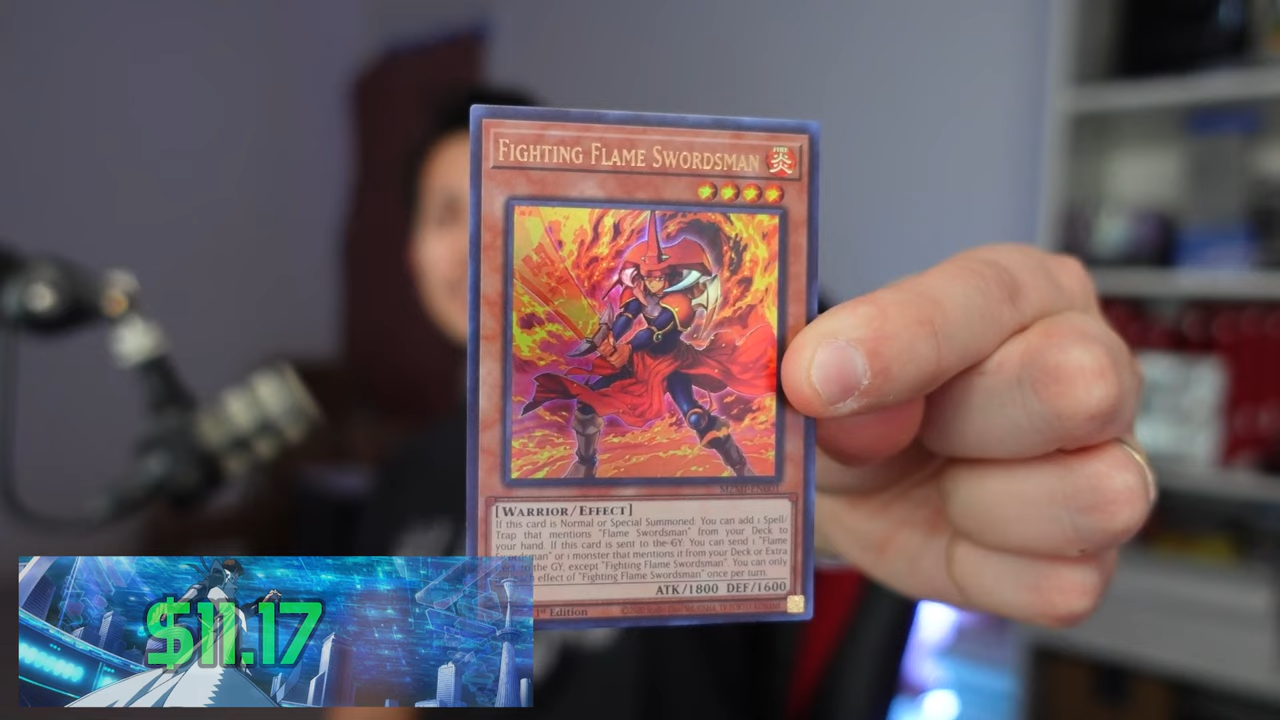 FIGHTING FLAME SWORDSMAN
炎
MZMI-EN001
[WARRIOR/EFFECT]
If this card is Normal or Special Summoned: You can add 1 Spell/
Trap that mentions "Flame Swordsman" from your Deck to
your hand. If this card is sent to the GY: You can send 1 "Flame
Swordsman" or 1 monster that mentions it from your Deck or Extra
to the GY, except "Fighting Flame Swordsman". You can only
effect of "Fighting Flame Swordsman" once per turn.
ATK/1800 DEF/1600
1st Edition
$11.17